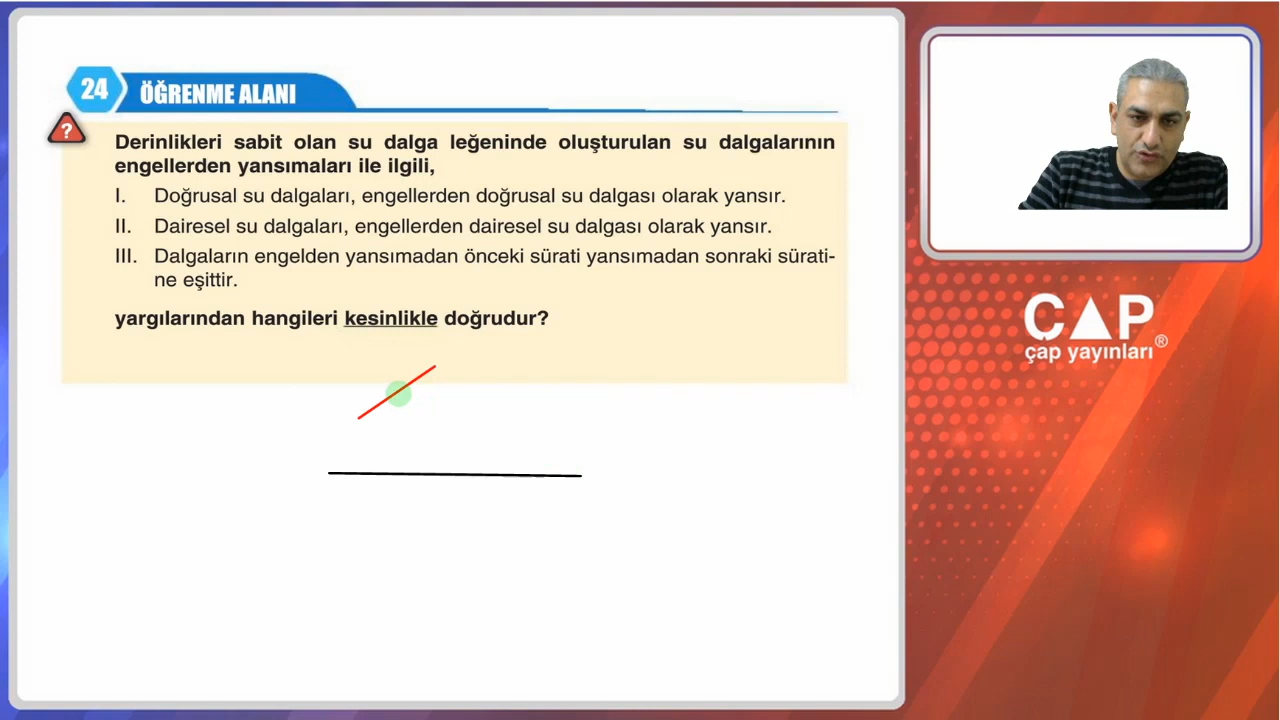 24 ÖĞRENME ALANI
?
Derinlikleri sabit olan su dalga leğeninde oluşturulan su dalgalarının
engellerden yansımaları ile ilgili,
I. Doğrusal su dalgaları, engellerden doğrusal su dalgası olarak yansır.
II. Dairesel su dalgaları, engellerden dairesel su dalgası olarak yansır.
III. Dalgaların engelden yansımadan önceki sürati yansımadan sonraki sürati-
ne eşittir.
yargılarından hangileri kesinlikle doğrudur?
ÇAP
çap yayınları®